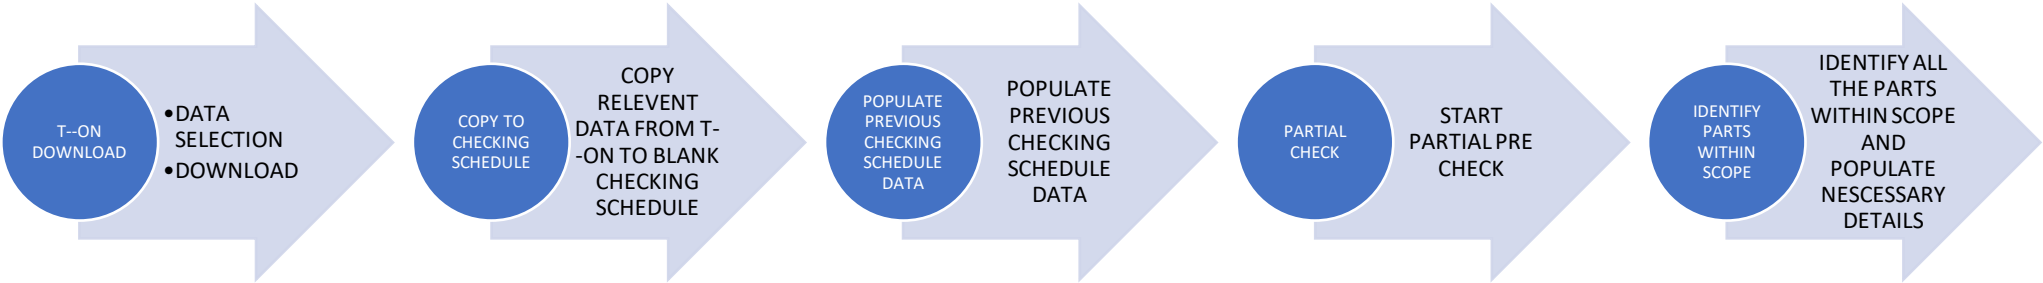 T--ON
DOWNLOAD
•DATA
SELECTION
•DOWNLOAD
COPY TO
CHECKING
SCHEDULE
COPY
RELEVENT
DATA FROM T-
-ON TO BLANK
CHECKING
SCHEDULE
POPULATE
PREVIOUS
CHECKING
SCHEDULE
DATA
POPULATE
PREVIOUS
CHECKING
SCHEDULE
DATA
PARTIAL
CHECK
START
PARTIAL PRE
CHECK
IDENTIFY
PARTS
WITHIN
SCOPE
IDENTIFY ALL
THE PARTS
WITHIN SCOPE
AND
POPULATE
NESCESSARY
DETAILS